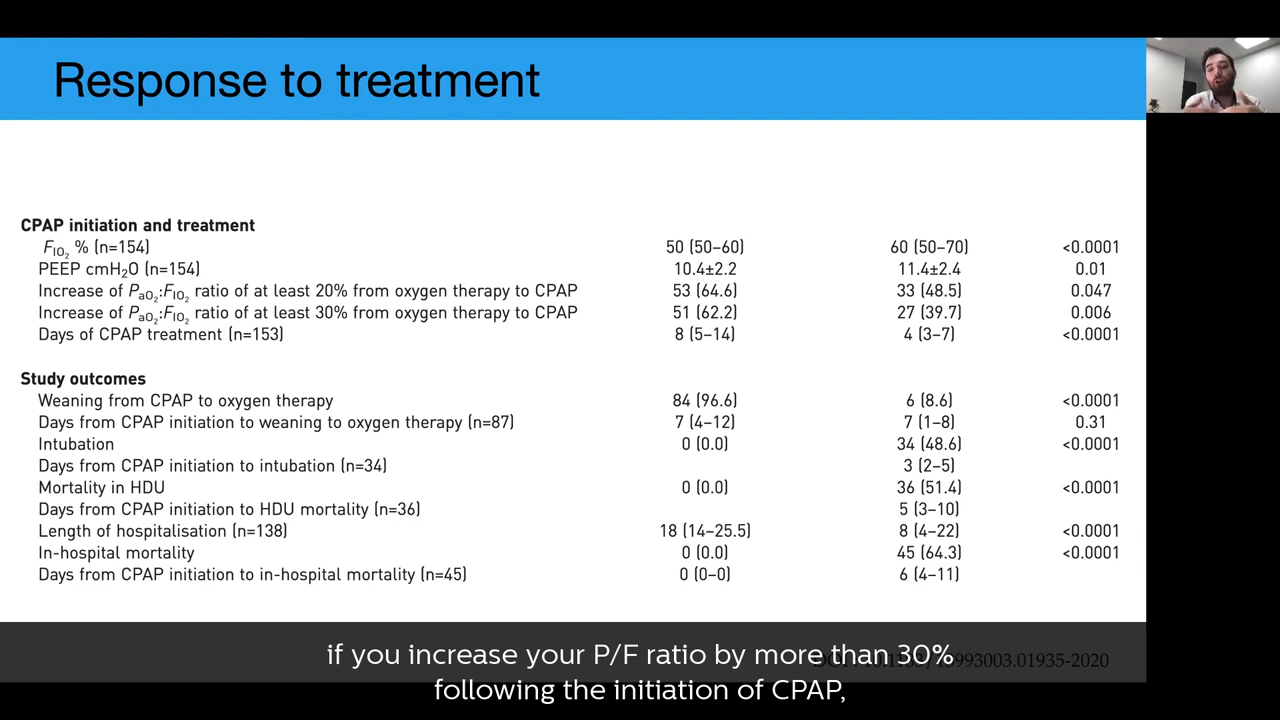 Response to treatment
CPAP initiation and treatment
FIO2 % (n=154) 50 (50–60) 60 (50–70) <0.0001
PEEP cmH2O (n=154) 10.4±2.2 11.4±2.4 0.01
Increase of PaO2:FIO2 ratio of at least 20% from oxygen therapy to CPAP 53 (64.6) 33 (48.5) 0.047
Increase of PaO2:FIO2 ratio of at least 30% from oxygen therapy to CPAP 51 (62.2) 27 (39.7) 0.006
Days of CPAP treatment (n=153) 8 (5–14) 4 (3–7) <0.0001
Study outcomes
Weaning from CPAP to oxygen therapy 84 (96.6) 6 (8.6) <0.0001
Days from CPAP initiation to weaning to oxygen therapy (n=87) 7 (4–12) 7 (1–8) 0.31
Intubation 0 (0.0) 34 (48.6) <0.0001
Days from CPAP initiation to intubation (n=34) 3 (2–5)
Mortality in HDU 0 (0.0) 36 (51.4) <0.0001
Days from CPAP initiation to HDU mortality (n=36) 5 (3–10)
Length of hospitalisation (n=138) 18 (14–25.5) 8 (4–22) <0.0001
In-hospital mortality 0 (0.0) 45 (64.3) <0.0001
Days from CPAP initiation to in-hospital mortality (n=45) 0 (0–0) 6 (4–11)
if you increase your P/F ratio by more than 30%
following the initiation of CPAP,
993003.01935-2020